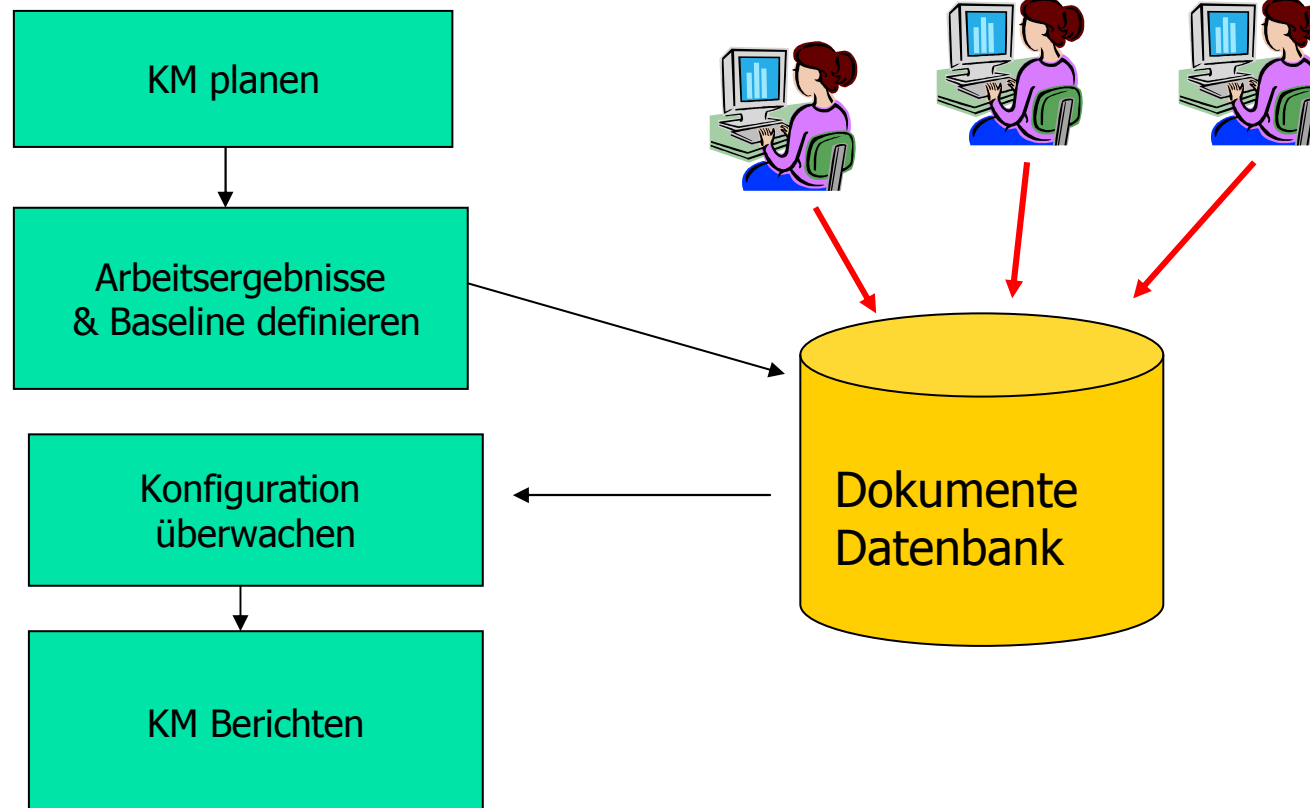 KM planen
Arbeitsergebnisse
& Baseline definieren
Konfiguration
überwachen
KM Berichten
Dokumente
Datenbank